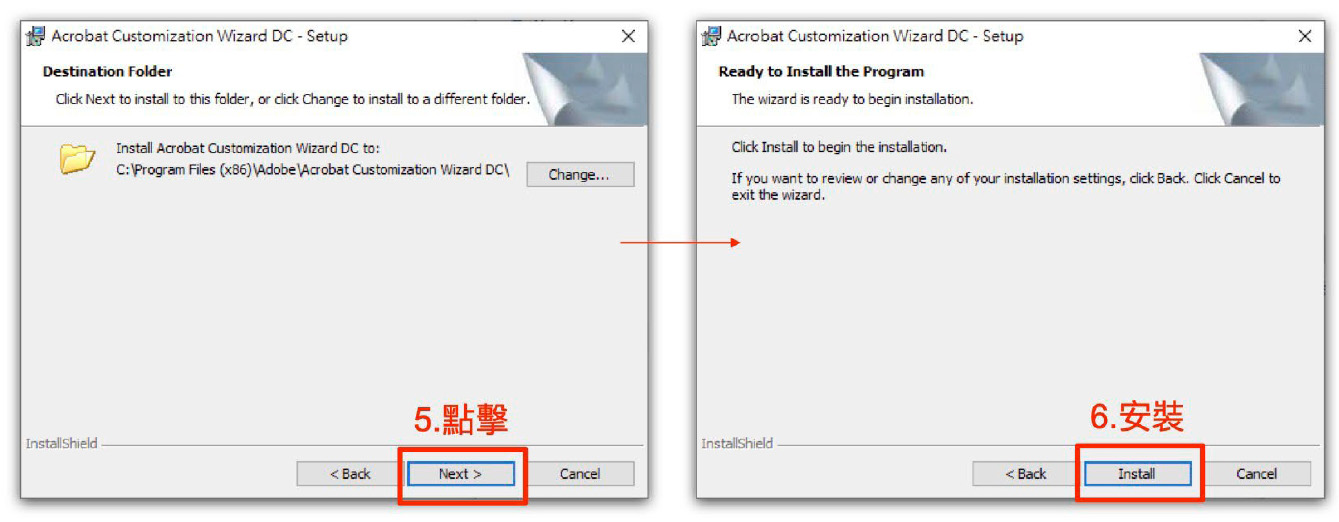 Acrobat Customization Wizard DC - Setup
Destination Folder
Click Next to install to this folder, or click Change to install to a different folder.
Install Acrobat Customization Wizard DC to:
C:\Program Files (x86)\Adobe\Acrobat Customization Wizard DC\
Change...
5.點擊
InstallShield
< Back
Next >
Cancel
Acrobat Customization Wizard DC - Setup
Ready to Install the Program
The wizard is ready to begin installation.
Click Install to begin the installation.
If you want to review or change any of your installation settings, click Back. Click Cancel to
exit the wizard.
6.安裝
InstallShield
< Back
Install
Cancel